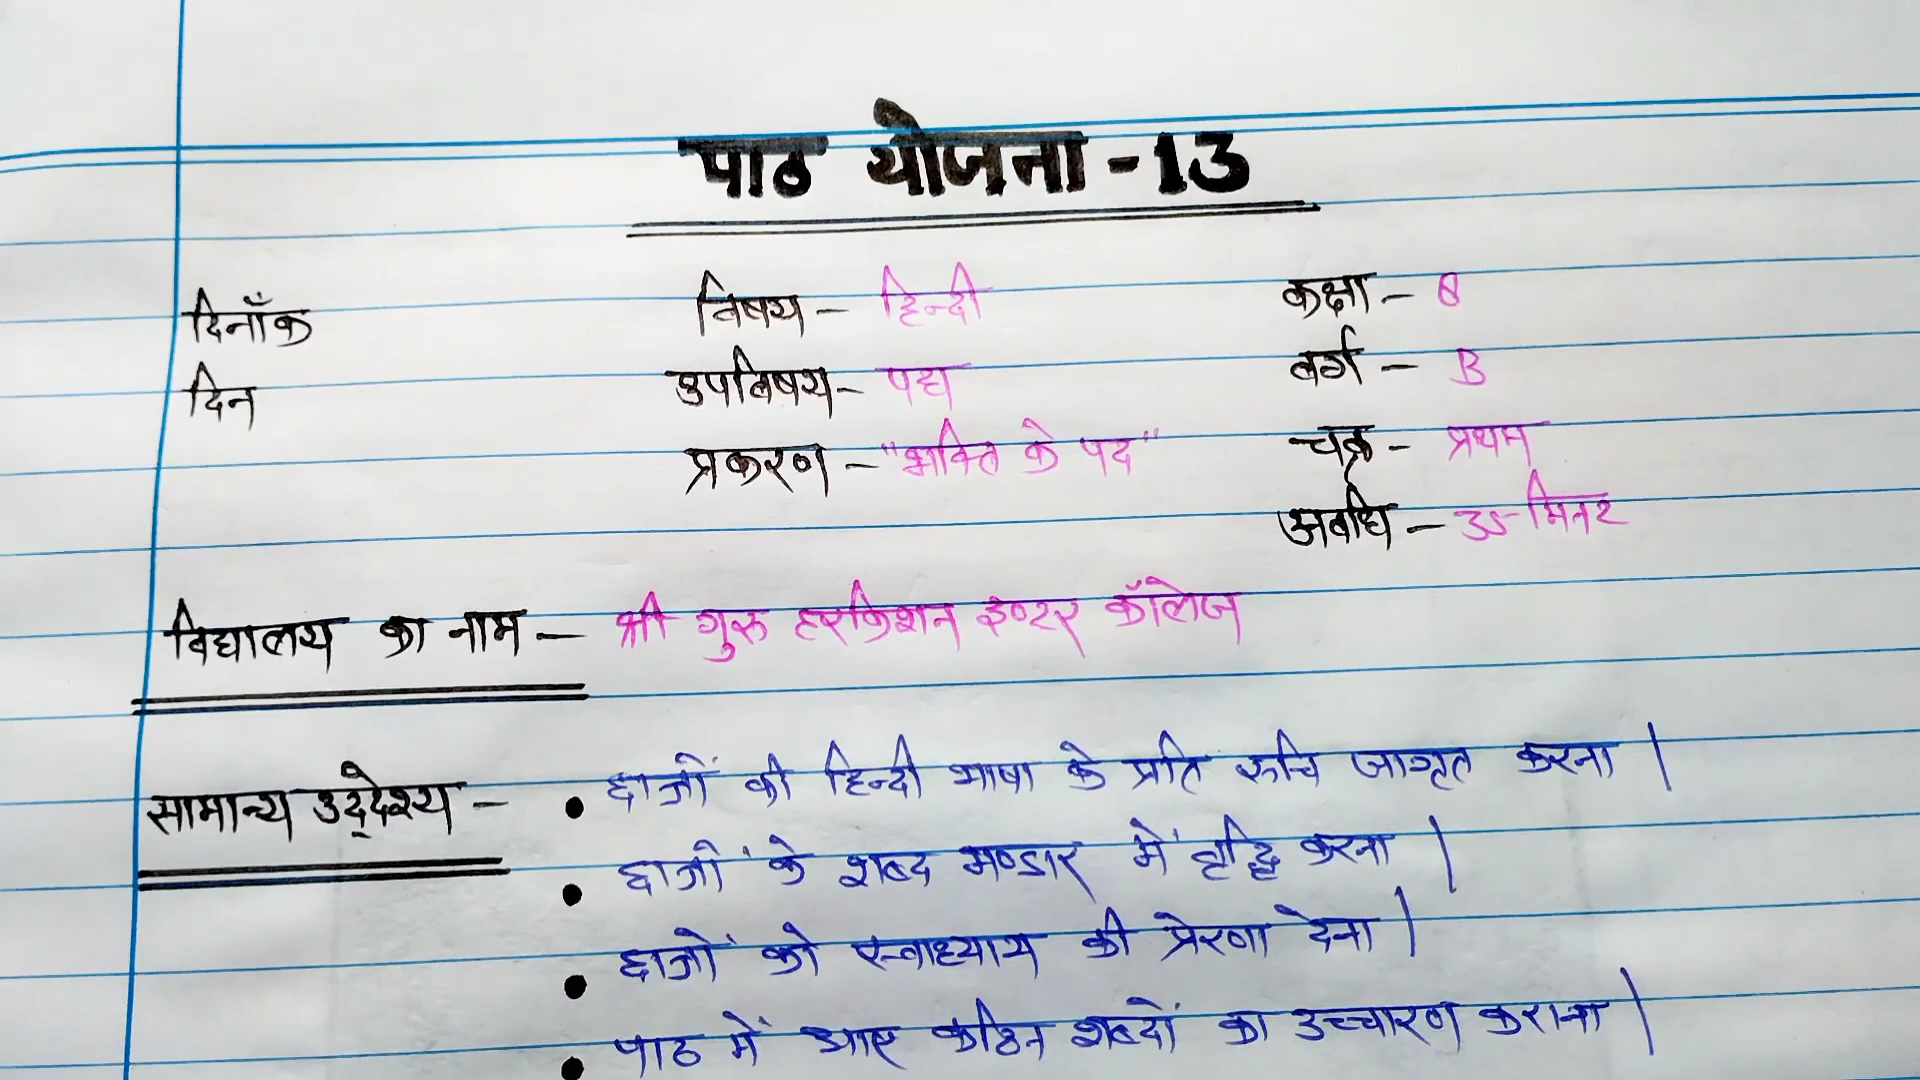 पाठ योजना -13
दिनाँक विषय - हिन्दी कक्षा - 8
दिन उपविषय - पद्य वर्ग - B
प्रकरण - "भक्ति के पद" चक्र - प्रथम
अवधि - 35 मिनट
विद्यालय का नाम - श्री गुरु हरकिशन इण्टर कॉलेज
सामान्य उद्देश्य - • छात्रों की हिन्दी भाषा के प्रति रूचि जागृत करना |
• छात्रों के शब्द भण्डार में वृद्धि करना |
• छात्रों को स्वाध्याय की प्रेरणा देना |
• पाठ में आए कठिन शब्दों का उच्चारण कराना |